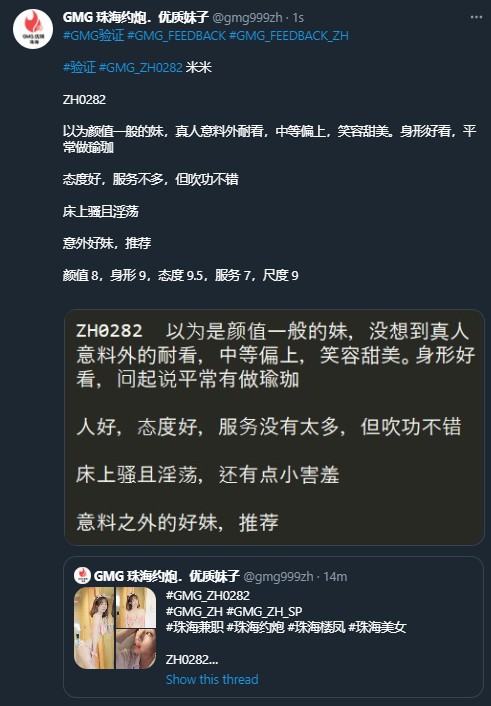 GMG 珠海约炮．优质妹子 @gmg999zh · 1s
#GMG验证 #GMG_FEEDBACK #GMG_FEEDBACK_ZH
#验证 #GMG_ZH0282 米米
ZH0282
以为颜值一般的妹，真人意料外耐看，中等偏上，笑容甜美。身形好看，平
常做瑜珈
态度好，服务不多，但吹功不错
床上骚且淫荡
意外好妹，推荐
颜值 8，身形 9，态度 9.5，服务 7，尺度 9
ZH0282 以为是颜值一般的妹，没想到真人
意料外的耐看，中等偏上，笑容甜美。身形好
看，问起说平常有做瑜珈
人好，态度好，服务没有太多，但吹功不错
床上骚且淫荡，还有点小害羞
意料之外的好妹，推荐
GMG 珠海约炮．优质妹子 @gmg999zh · 14m
#GMG_ZH0282
#GMG_ZH #GMG_ZH_SP
#珠海兼职 #珠海约炮 #珠海楼凤 #珠海美女
ZH0282...
Show this thread